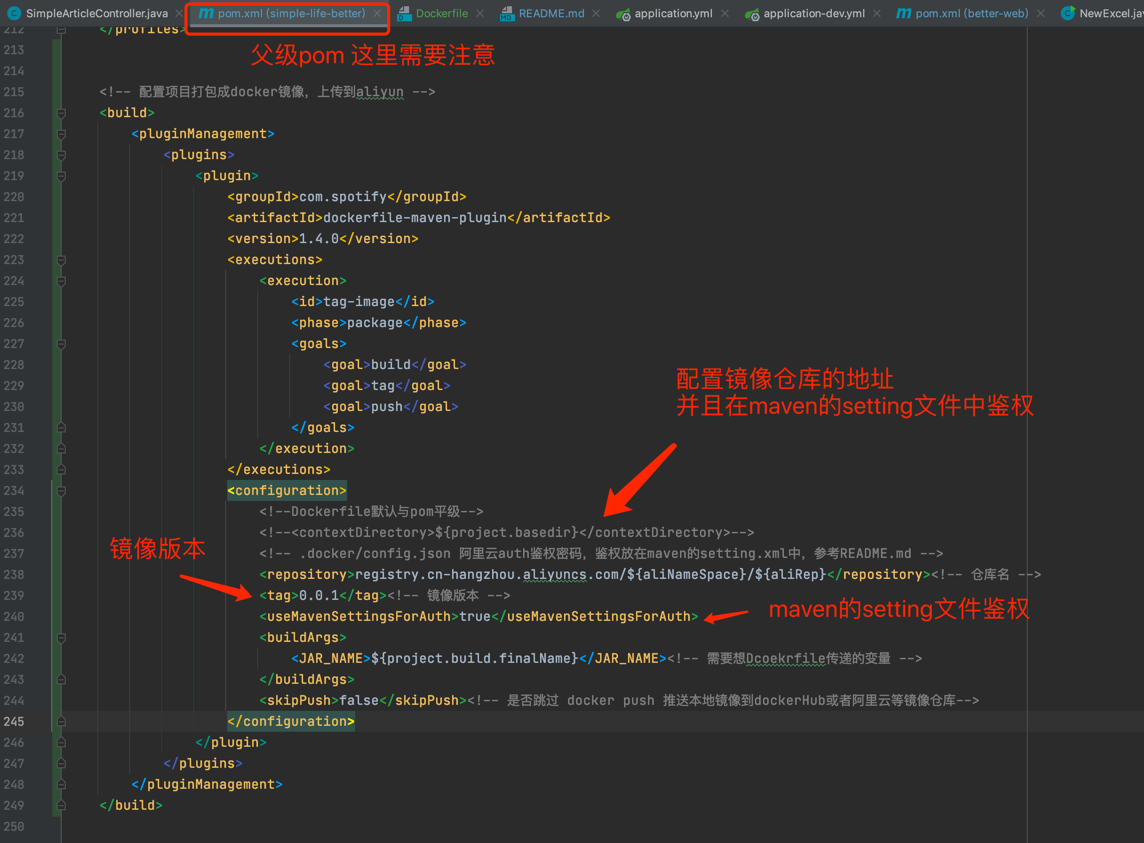 SimpleArticleController.java pom.xml (simple-life-better) Dockerfile README.md application.yml application-dev.yml pom.xml (better-web)
父级pom 这里需要注意
212 </profiles>
213
214
215 <!-- 配置项目打包成docker镜像，上传到aliyun -->
216 <build>
217 <pluginManagement>
218 <plugins>
219 <plugin>
220 <groupId>com.spotify</groupId>
221 <artifactId>dockerfile-maven-plugin</artifactId>
222 <version>1.4.0</version>
223 <executions>
224 <execution>
225 <id>tag-image</id>
226 <phase>package</phase>
227 <goals>
228 <goal>build</goal>
229 <goal>tag</goal>
230 <goal>push</goal>
231 </goals>
232 </execution>
233 </executions>
配置镜像仓库的地址
并且在maven的setting文件中鉴权
234 <configuration>
235 <!--Dockerfile默认与pom平级-->
236 <!--<contextDirectory>${project.basedir}</contextDirectory>-->
237 <!-- .docker/config.json 阿里云auth鉴权密码，鉴权放在maven的setting.xml中，参考README.md -->
镜像版本
238 <repository>registry.cn-hangzhou.aliyuncs.com/${aliNameSpace}/${aliRep}</repository><!-- 仓库名 -->
239 <tag>0.0.1</tag><!-- 镜像版本 -->
240 <useMavenSettingsForAuth>true</useMavenSettingsForAuth>
maven的setting文件鉴权
241 <buildArgs>
242 <JAR_NAME>${project.build.finalName}</JAR_NAME><!-- 需要想Dcoekrfile传递的变量 -->
243 </buildArgs>
244 <skipPush>false</skipPush><!-- 是否跳过 docker push 推送本地镜像到dockerHub或者阿里云等镜像仓库-->
245 </configuration>
246 </plugin>
247 </plugins>
248 </pluginManagement>
249 </build>
250